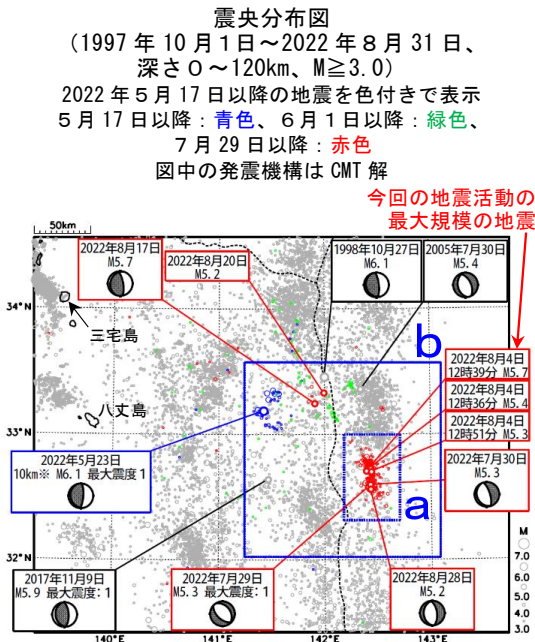 震央分布図
(1997年10月1日～2022年8月31日、
深さ0～120km、M≧3.0)
2022年5月17日以降の地震を色付きで表示
5月17日以降：青色、6月1日以降：緑色、
7月29日以降：赤色
図中の発震機構はCMT解
今回の地震活動の
最大規模の地震
50km
2022年8月17日
M5.7
2022年8月20日
M5.2
1998年10月27日
M6.1
2005年7月30日
M5.4
34°N
三宅島
b
2022年8月4日
12時39分 M5.7
2022年8月4日
12時36分 M5.4
2022年8月4日
12時51分 M5.3
八丈島
33°N
2022年5月23日
10km※ M6.1 最大震度1
2022年7月30日
M5.3
a
32°N
2017年11月9日
M5.9 最大震度：1
2022年7月29日
M5.3 最大震度：1
2022年8月28日
M5.2
M
7.0
6.0
5.0
4.0
3.0
140°E
141°E
142°E
143°E